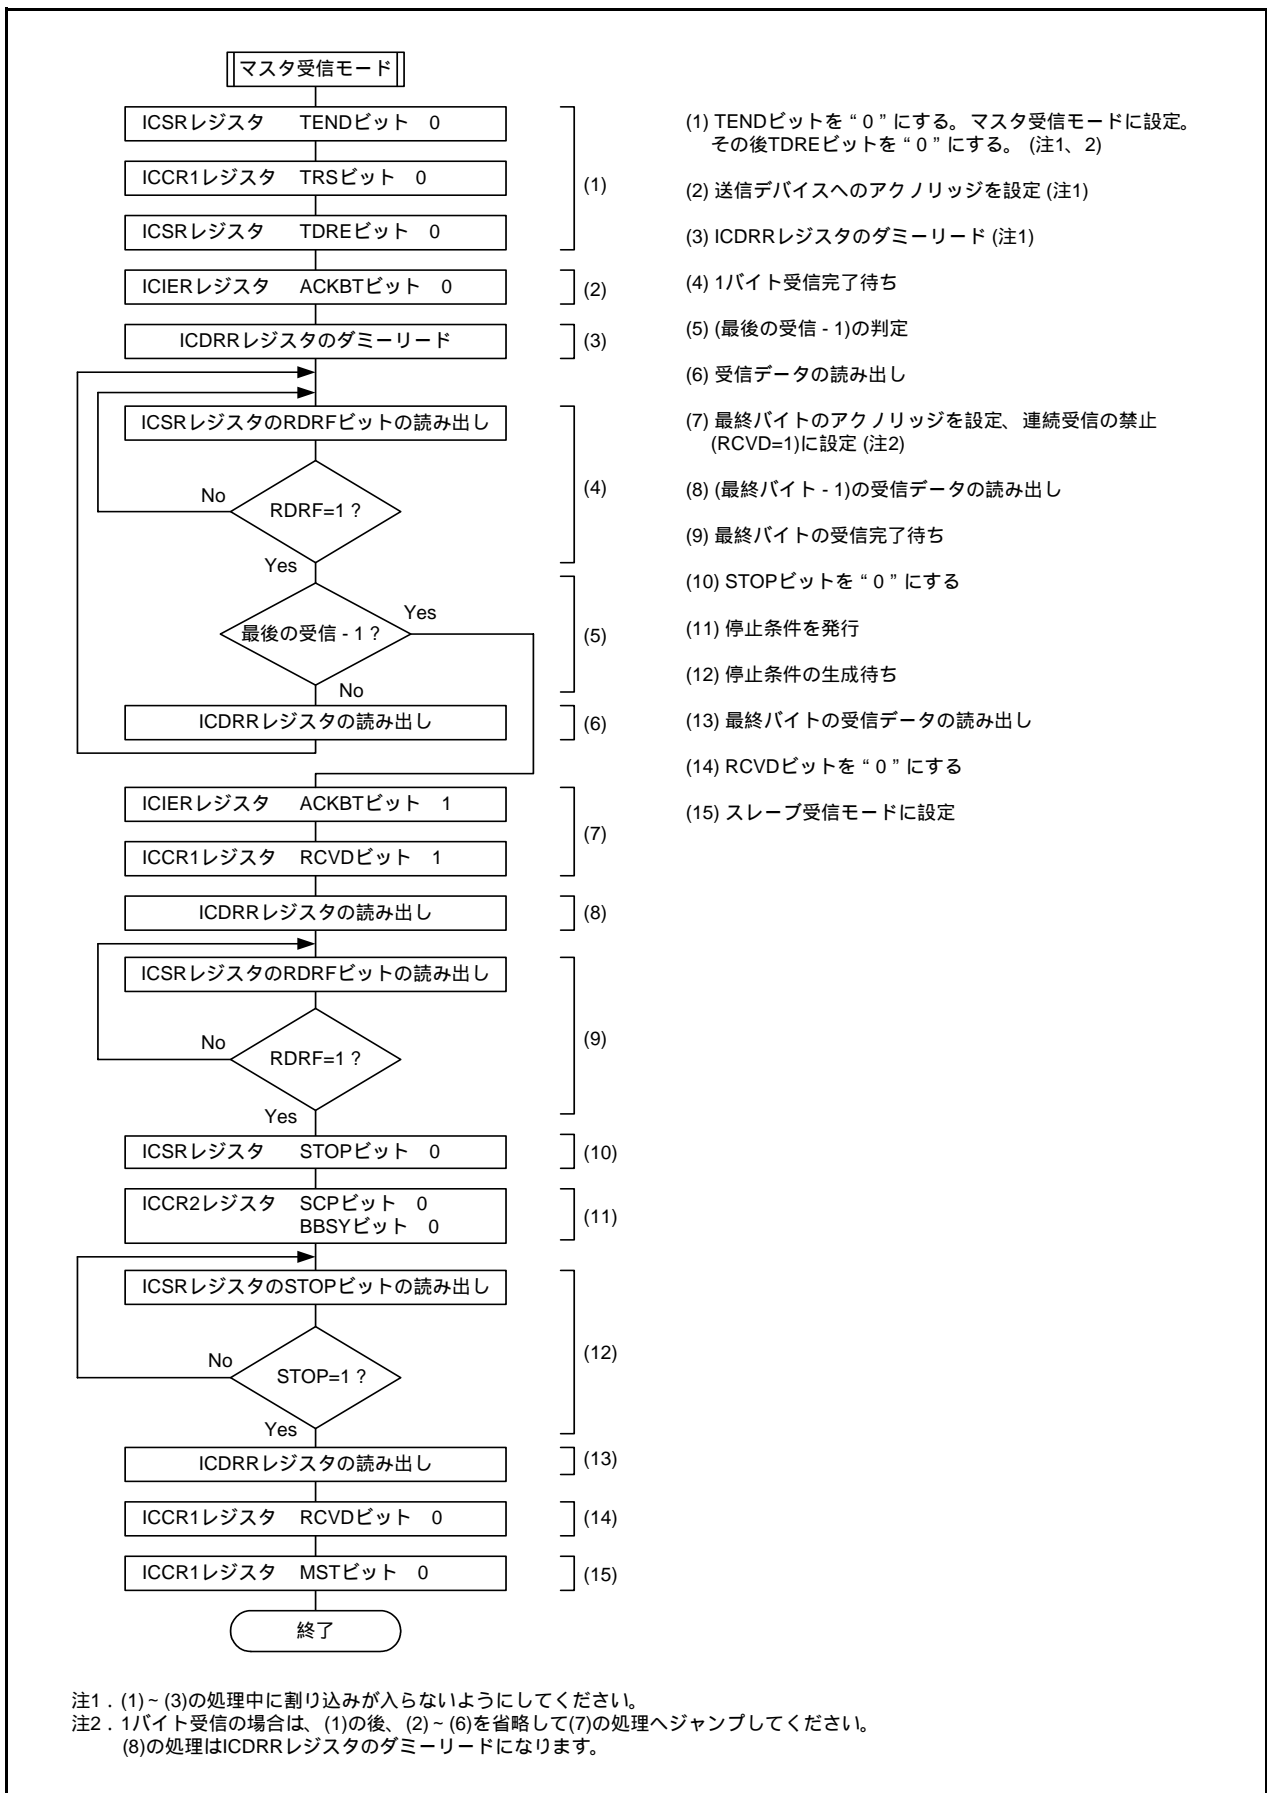 マスタ受信モード
ICSRレジスタ TENDビット 0
ICCR1レジスタ TRSビット 0
ICSRレジスタ TDREビット 0
(1)
ICIERレジスタ ACKBTビット 0
(2)
ICDRRレジスタのダミーリード
(3)
ICSRレジスタのRDRFビットの読み出し
No
RDRF=1 ?
(4)
Yes
最後の受信 - 1 ?
Yes
(5)
No
ICDRRレジスタの読み出し
(6)
ICIERレジスタ ACKBTビット 1
ICCR1レジスタ RCVDビット 1
(7)
ICDRRレジスタの読み出し
(8)
ICSRレジスタのRDRFビットの読み出し
No
RDRF=1 ?
(9)
Yes
ICSRレジスタ STOPビット 0
(10)
ICCR2レジスタ SCPビット 0
BBSYビット 0
(11)
ICSRレジスタのSTOPビットの読み出し
No
STOP=1 ?
(12)
Yes
ICDRRレジスタの読み出し
(13)
ICCR1レジスタ RCVDビット 0
(14)
ICCR1レジスタ MSTビット 0
(15)
終了
(1) TENDビットを“0”にする。マスタ受信モードに設定。
その後TDREビットを“0”にする。 (注1、2)
(2) 送信デバイスへのアクノリッジを設定 (注1)
(3) ICDRRレジスタのダミーリード (注1)
(4) 1バイト受信完了待ち
(5) (最後の受信 - 1)の判定
(6) 受信データの読み出し
(7) 最終バイトのアクノリッジを設定、連続受信の禁止
(RCVD=1)に設定 (注2)
(8) (最終バイト - 1)の受信データの読み出し
(9) 最終バイトの受信完了待ち
(10) STOPビットを“0”にする
(11) 停止条件を発行
(12) 停止条件の生成待ち
(13) 最終バイトの受信データの読み出し
(14) RCVDビットを“0”にする
(15) スレーブ受信モードに設定
注1．(1)~(3)の処理中に割り込みが入らないようにしてください。
注2．1バイト受信の場合は、(1)の後、(2)~(6)を省略して(7)の処理へジャンプしてください。
(8)の処理はICDRRレジスタのダミーリードになります。